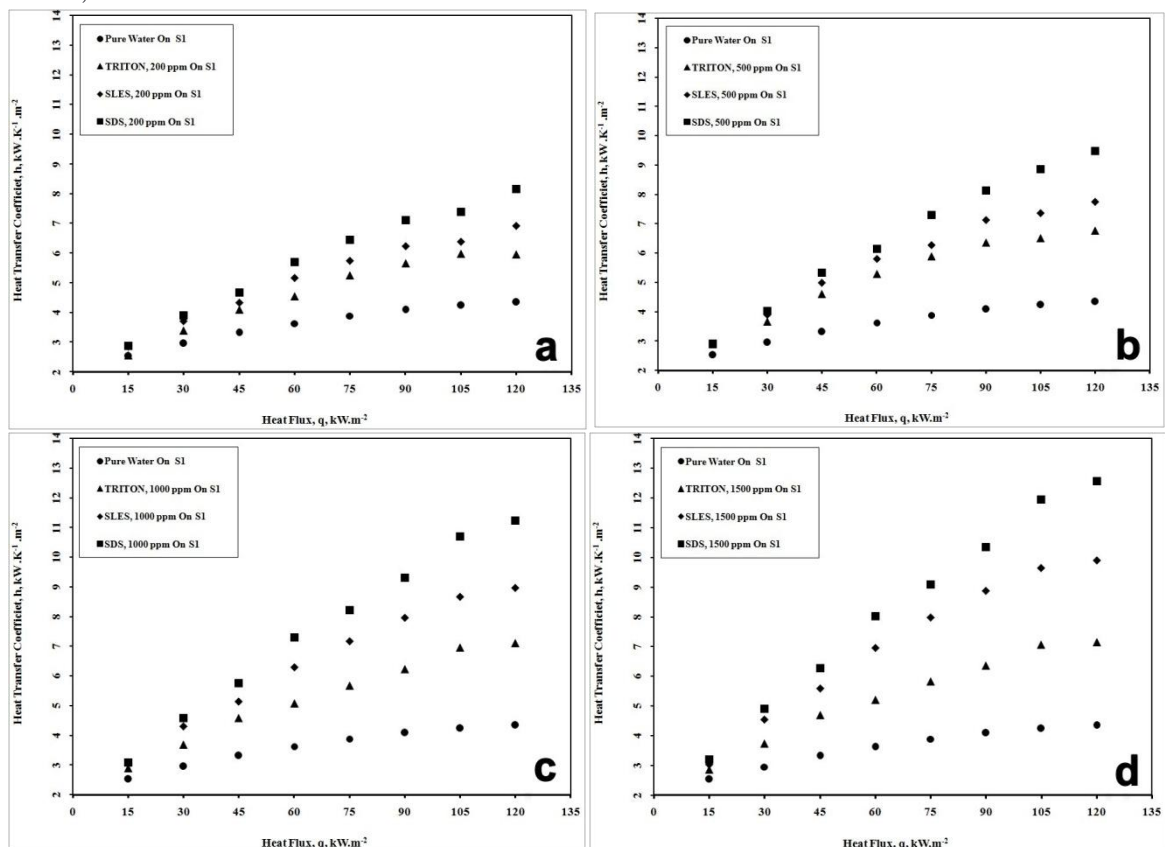 14
13
12
11
10
9
8
7
6
5
4
3
2
Heat Transfer Coefficiet, h, kW.K-1 .m-2
Pure Water On S1
TRITON, 200 ppm On S1
SLES, 200 ppm On S1
SDS, 200 ppm On S1
a
0 15 30 45 60 75 90 105 120 135
Heat Flux, q, kW.m-2
14
13
12
11
10
9
8
7
6
5
4
3
2
Heat Transfer Coefficiet, h, kW.K-1 .m-2
Pure Water On S1
TRITON, 500 ppm On S1
SLES, 500 ppm On S1
SDS, 500 ppm On S1
b
0 15 30 45 60 75 90 105 120 135
Heat Flux, q, kW.m-2
14
13
12
11
10
9
8
7
6
5
4
3
2
Heat Transfer Coefficiet, h, kW.K-1 .m-2
Pure Water On S1
TRITON, 1000 ppm On S1
SLES, 1000 ppm On S1
SDS, 1000 ppm On S1
c
0 15 30 45 60 75 90 105 120 135
Heat Flux, q, kW.m-2
14
13
12
11
10
9
8
7
6
5
4
3
2
Heat Transfer Coefficiet, h, kW.K-1 .m-2
Pure Water On S1
TRITON, 1500 ppm On S1
SLES, 1500 ppm On S1
SDS, 1500 ppm On S1
d
0 15 30 45 60 75 90 105 120 135
Heat Flux, q, kW.m-2